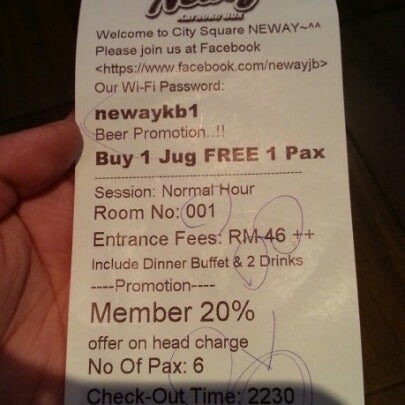 Neway
KARAOKE BOX
Welcome to City Square NEWAY~^^
Please join us at Facebook
<https://www.facebook.com/newayjb>
Our Wi-Fi Password:
newaykb1
Beer Promotion..!!
Buy 1 Jug FREE 1 Pax
Session: Normal Hour
Room No: 001
Entrance Fees: RM 46 ++
Include Dinner Buffet & 2 Drinks
----Promotion----
Member 20%
offer on head charge
No Of Pax: 6
Check-Out Time: 2230